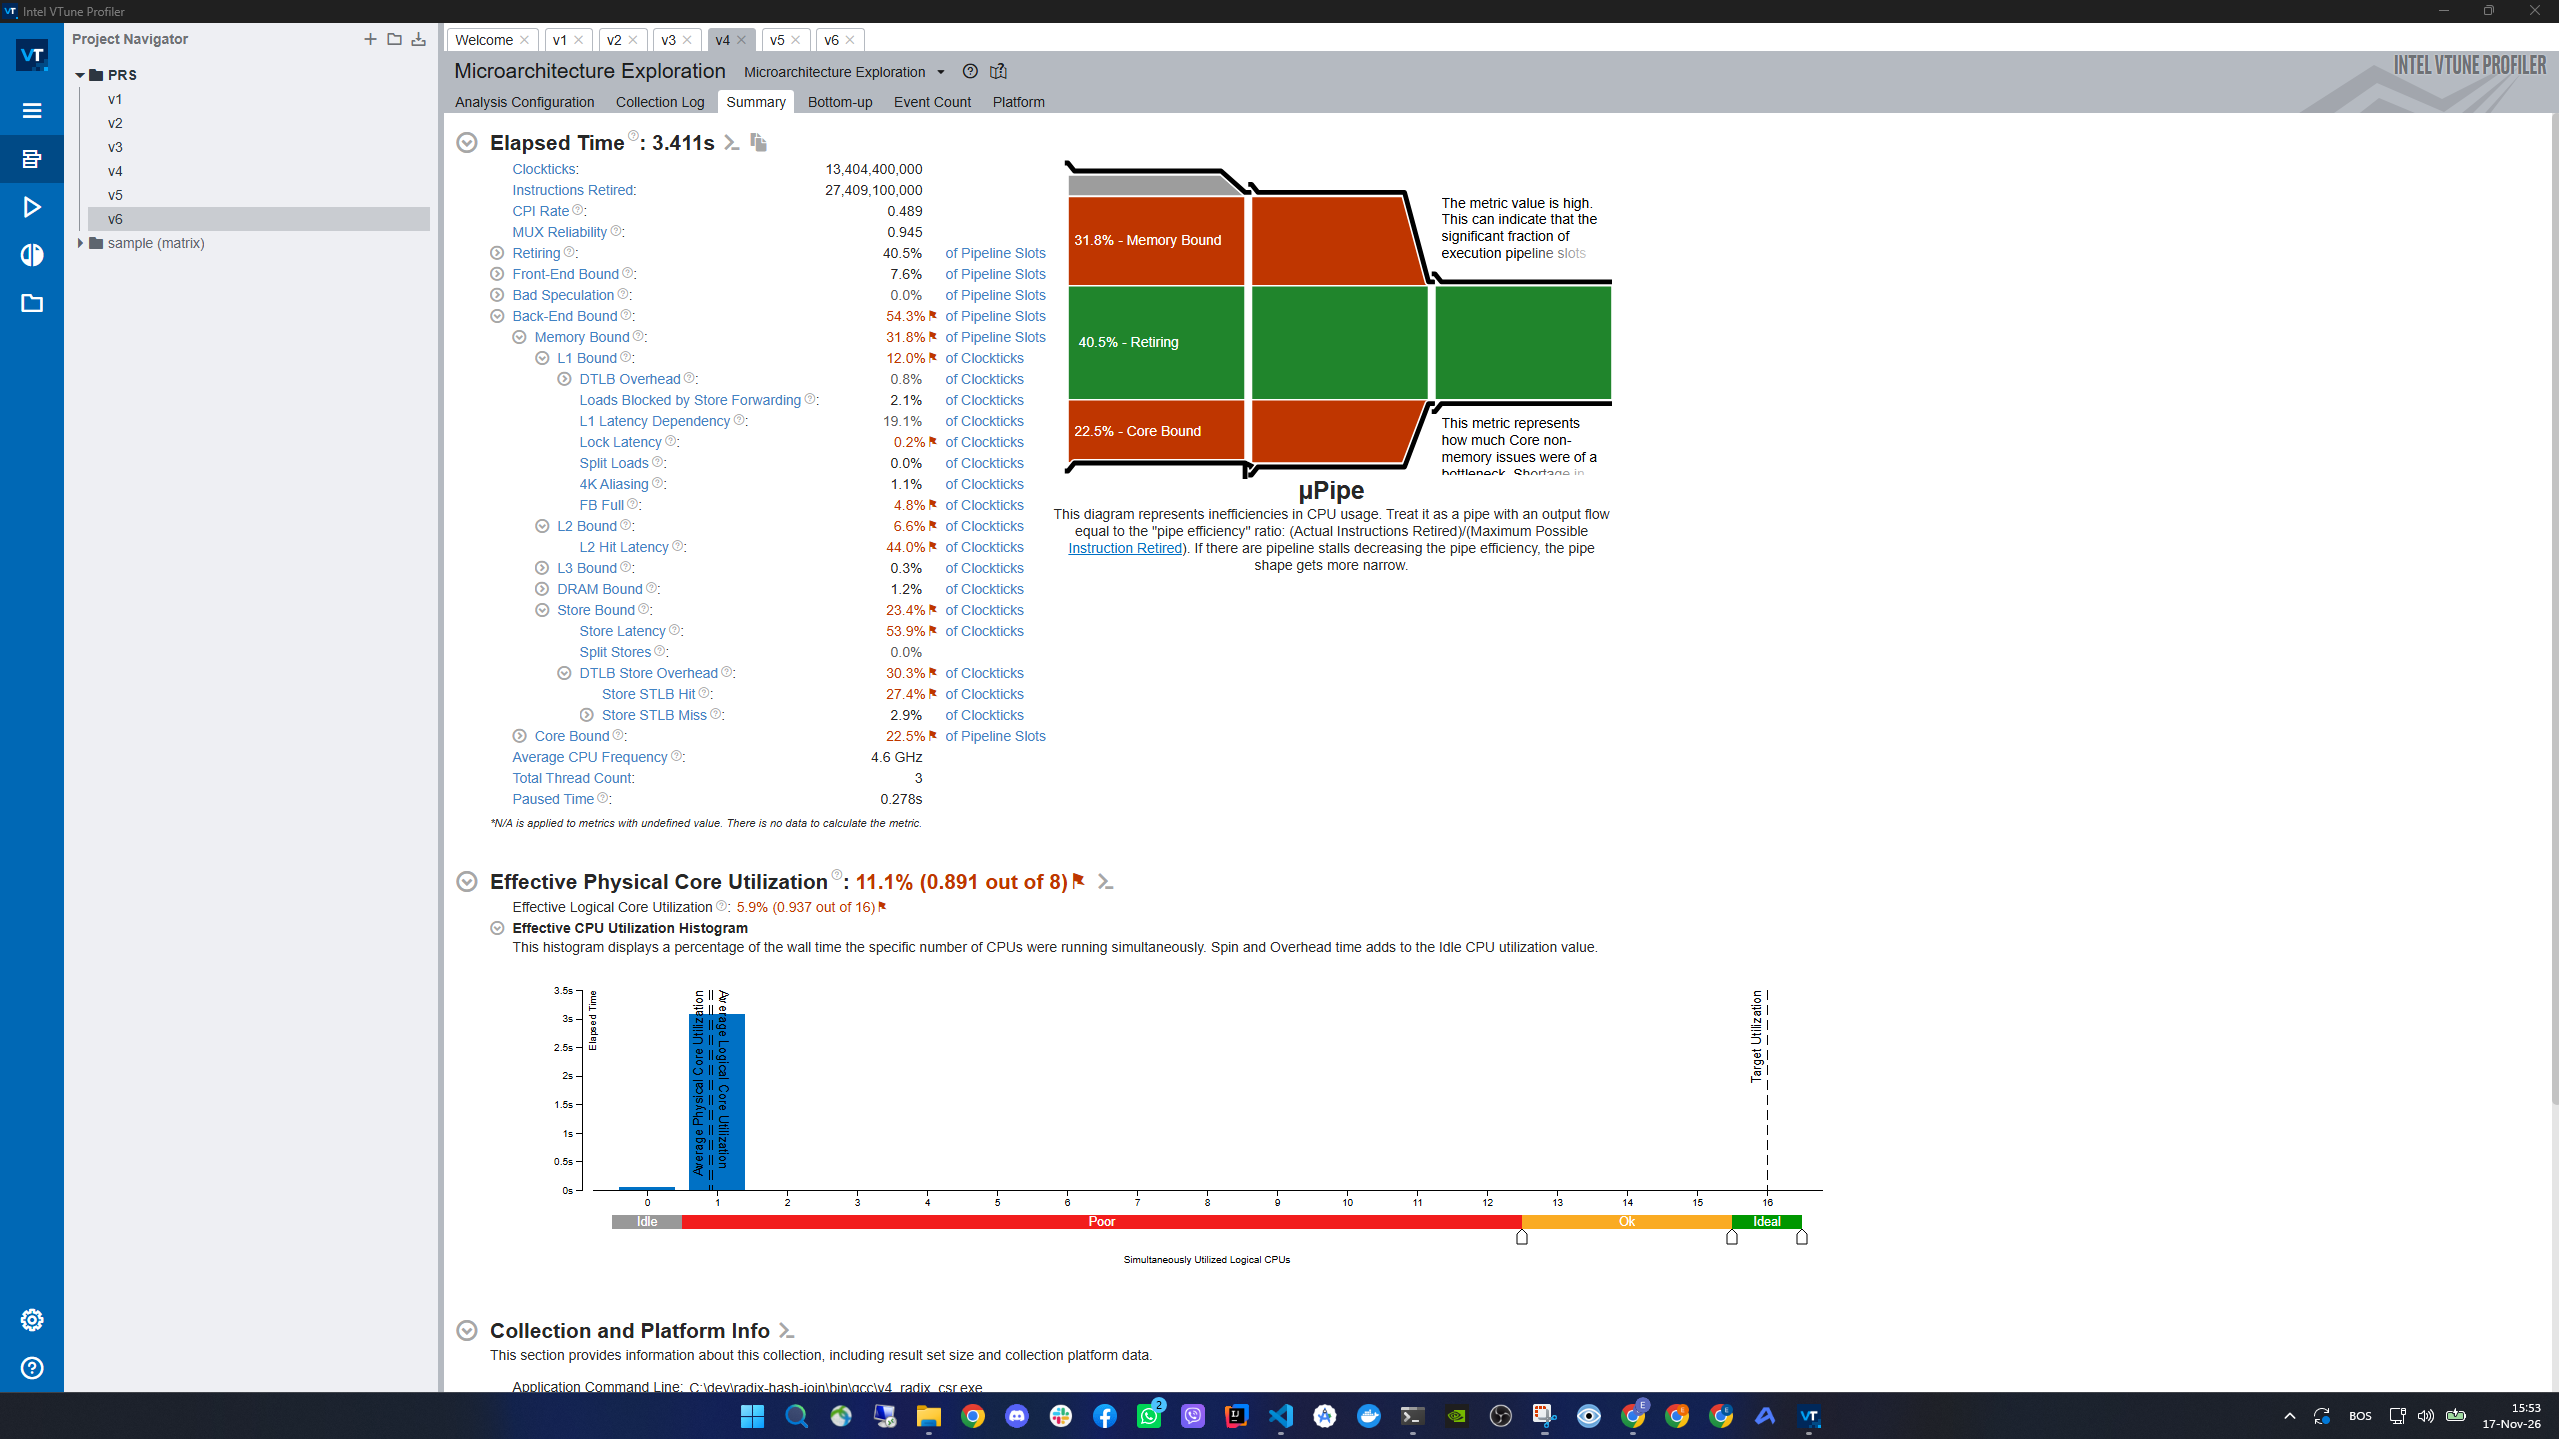 Intel VTune Profiler
Project Navigator
PRS
v1
v2
v3
v4
v5
v6
sample (matrix)
Welcome
v1
v2
v3
v4
v5
v6
Microarchitecture Exploration
Microarchitecture Exploration
INTEL VTUNE PROFILER
Analysis Configuration
Collection Log
Summary
Bottom-up
Event Count
Platform
Elapsed Time: 3.411s
Clockticks: 13,404,400,000
Instructions Retired: 27,409,100,000
CPI Rate: 0.489
MUX Reliability: 0.945
Retiring: 40.5% of Pipeline Slots
Front-End Bound: 7.6% of Pipeline Slots
Bad Speculation: 0.0% of Pipeline Slots
Back-End Bound: 54.3% of Pipeline Slots
Memory Bound: 31.8% of Pipeline Slots
L1 Bound: 12.0% of Clockticks
DTLB Overhead: 0.8% of Clockticks
Loads Blocked by Store Forwarding: 2.1% of Clockticks
L1 Latency Dependency: 19.1% of Clockticks
Lock Latency: 0.2% of Clockticks
Split Loads: 0.0% of Clockticks
4K Aliasing: 1.1% of Clockticks
FB Full: 4.8% of Clockticks
L2 Bound: 6.6% of Clockticks
L2 Hit Latency: 44.0% of Clockticks
L3 Bound: 0.3% of Clockticks
DRAM Bound: 1.2% of Clockticks
Store Bound: 23.4% of Clockticks
Store Latency: 53.9% of Clockticks
Split Stores: 0.0%
DTLB Store Overhead: 30.3% of Clockticks
Store STLB Hit: 27.4% of Clockticks
Store STLB Miss: 2.9% of Clockticks
Core Bound: 22.5% of Pipeline Slots
Average CPU Frequency: 4.6 GHz
Total Thread Count: 3
Paused Time: 0.278s
*N/A is applied to metrics with undefined value. There is no data to calculate the metric.
31.8% - Memory Bound
40.5% - Retiring
22.5% - Core Bound
The metric value is high.
This can indicate that the
significant fraction of
execution pipeline slots
This metric represents
how much Core non-
memory issues were of a
bottleneck. Shortage in
µPipe
This diagram represents inefficiencies in CPU usage. Treat it as a pipe with an output flow
equal to the "pipe efficiency" ratio: (Actual Instructions Retired)/(Maximum Possible
Instruction Retired). If there are pipeline stalls decreasing the pipe efficiency, the pipe
shape gets more narrow.
Effective Physical Core Utilization: 11.1% (0.891 out of 8)
Effective Logical Core Utilization: 5.9% (0.937 out of 16)
Effective CPU Utilization Histogram
This histogram displays a percentage of the wall time the specific number of CPUs were running simultaneously. Spin and Overhead time adds to the Idle CPU utilization value.
3.5s
3s
2.5s
2s
1.5s
1s
0.5s
0s
Elapsed Time
Average Physical Core Utilization
Average Logical Core Utilization
Target Utilization
0 1 2 3 4 5 6 7 8 9 10 11 12 13 14 15 16
Idle Poor Ok Ideal
Simultaneously Utilized Logical CPUs
Collection and Platform Info
This section provides information about this collection, including result set size and collection platform data.
Application Command Line: C:\dev\radix-hash-join\bin\gcc\v4_radix_csr.exe
2
E
BOS
15:53
17-Nov-26